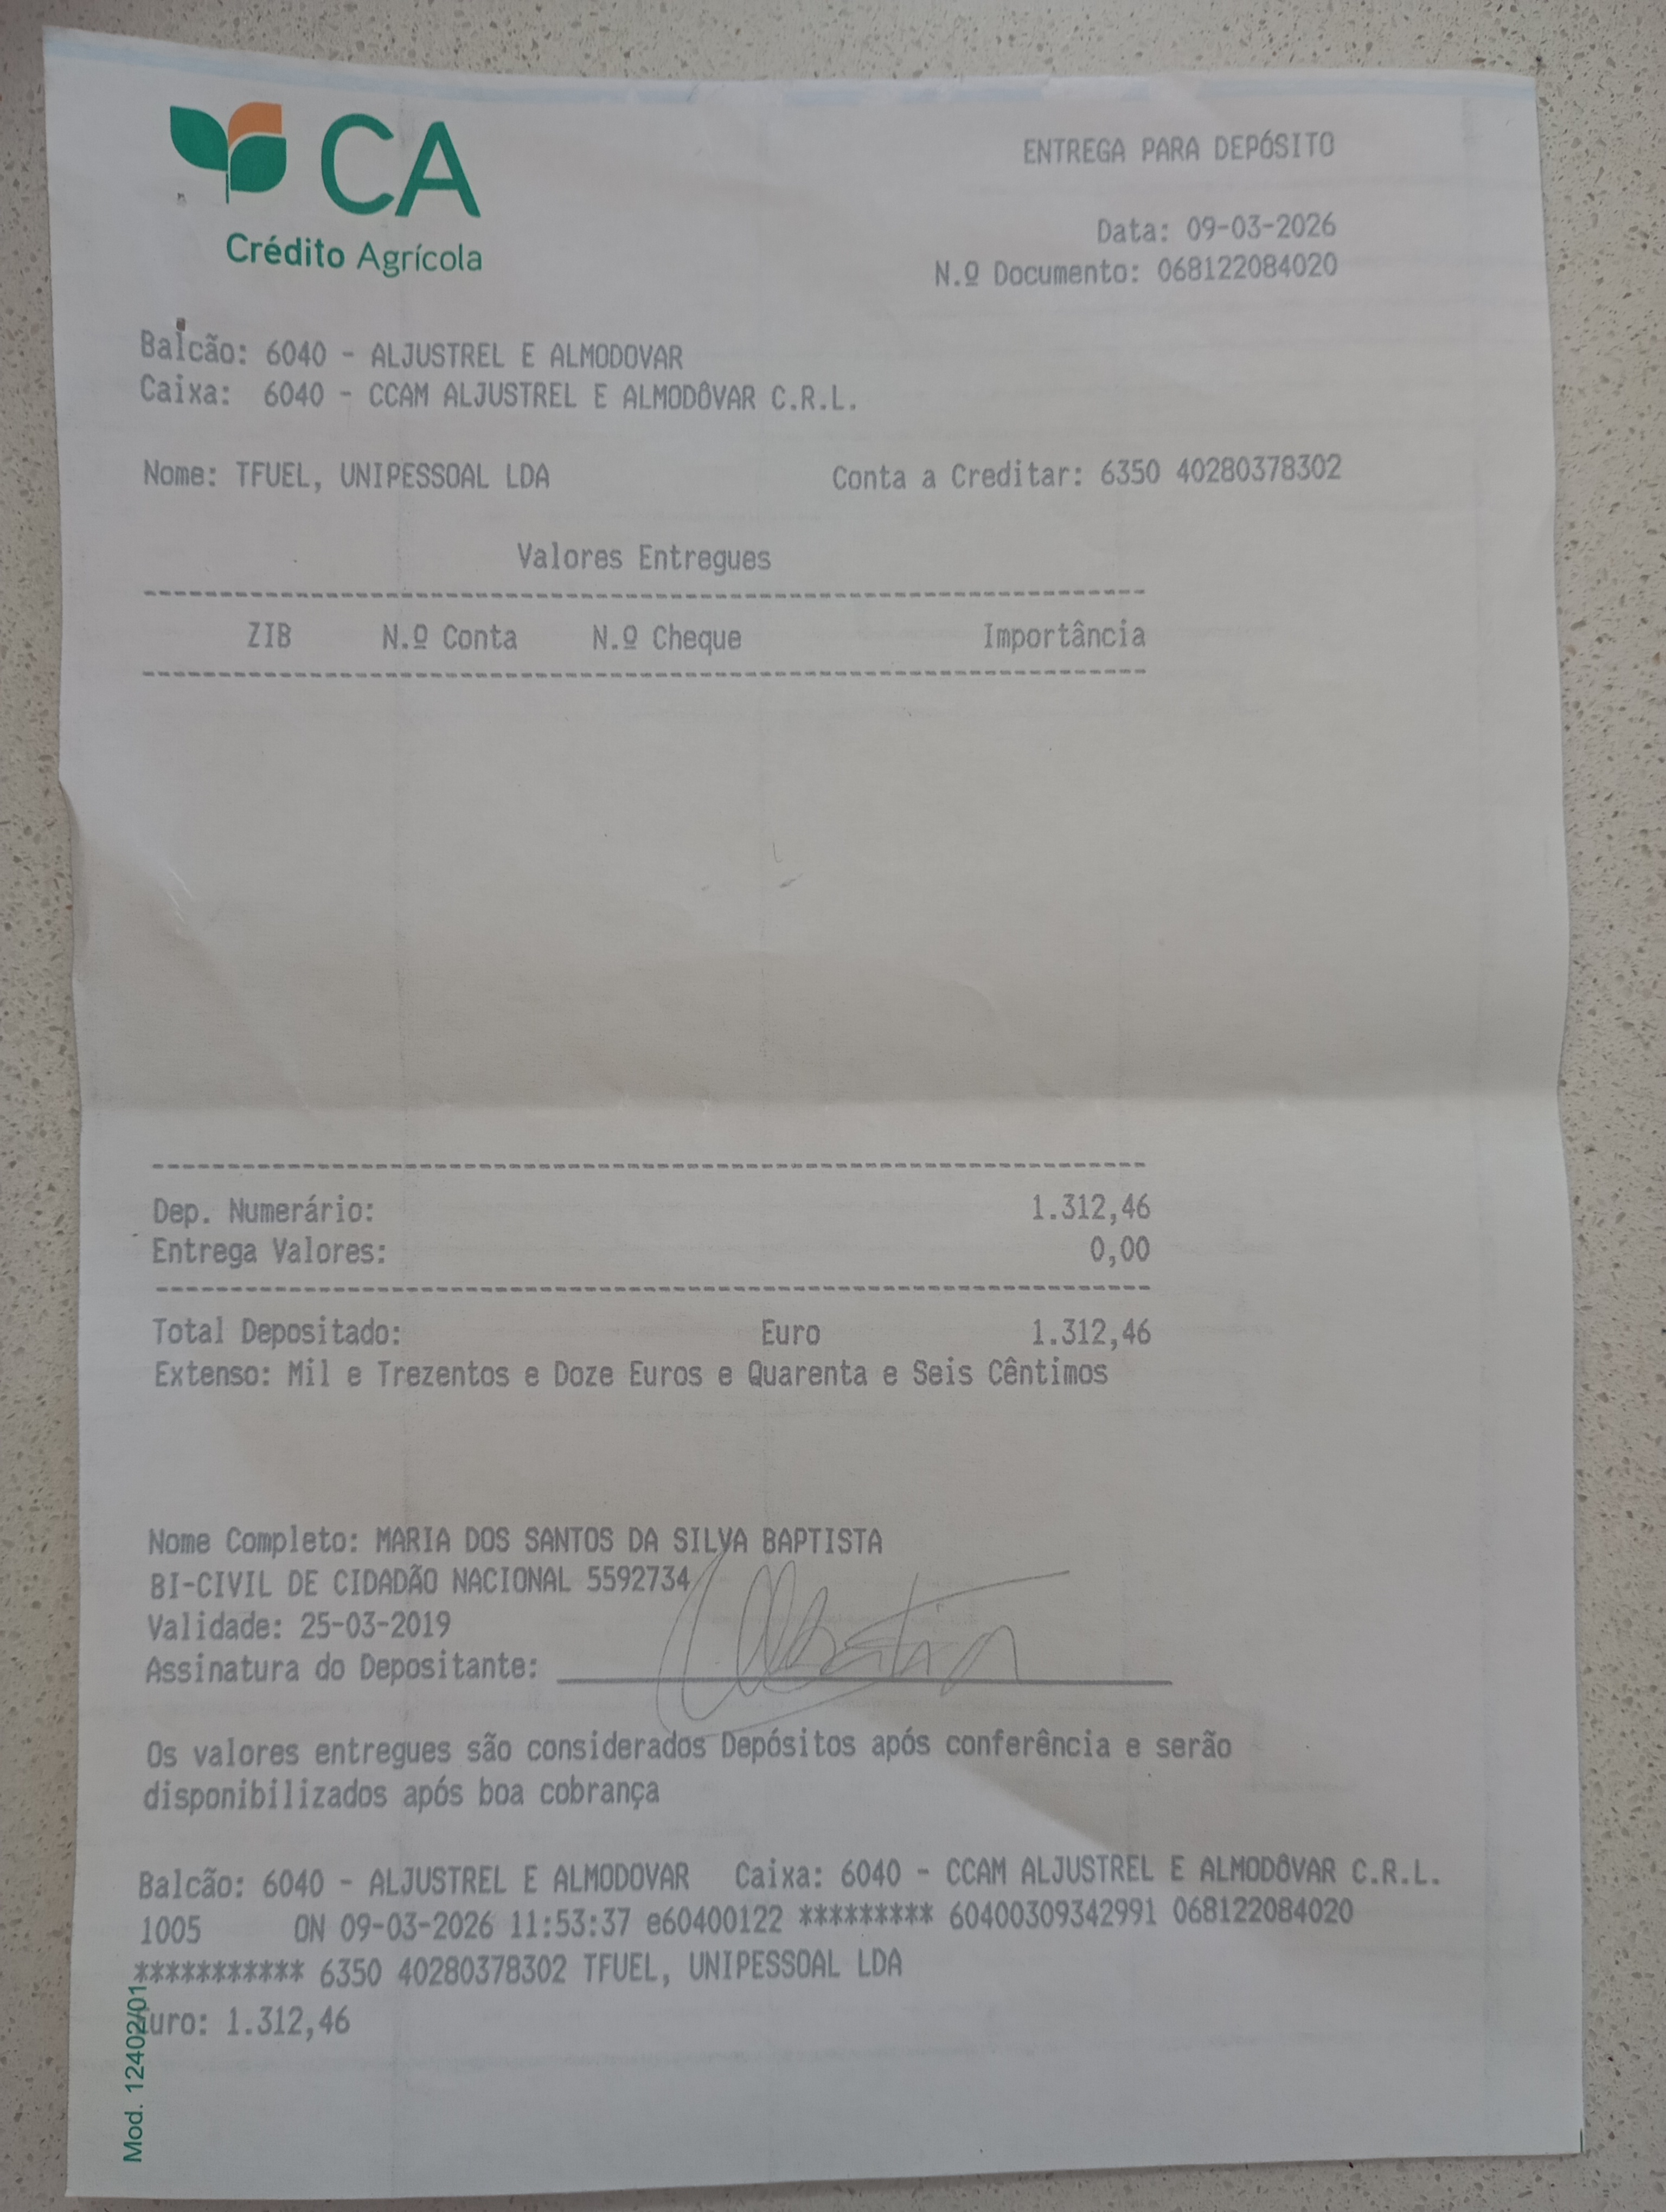 CA
Crédito Agrícola
ENTREGA PARA DEPÓSITO
Data: 09-03-2026
N.º Documento: 068122084020
Balcão: 6040 - ALJUSTREL E ALMODOVAR
Caixa: 6040 - CCAM ALJUSTREL E ALMODÔVAR C.R.L.
Nome: TFUEL, UNIPESSOAL LDA Conta a Creditar: 6350 40280378302
Valores Entregues
ZIB N.º Conta N.º Cheque Importância
Dep. Numerário: 1.312,46
Entrega Valores: 0,00
Total Depositado: Euro 1.312,46
Extenso: Mil e Trezentos e Doze Euros e Quarenta e Seis Cêntimos
Nome Completo: MARIA DOS SANTOS DA SILVA BAPTISTA
BI-CIVIL DE CIDADÃO NACIONAL 5592734
Validade: 25-03-2019
Assinatura do Depositante:
Os valores entregues são considerados Depósitos após conferência e serão
disponibilizados após boa cobrança
Balcão: 6040 - ALJUSTREL E ALMODOVAR Caixa: 6040 - CCAM ALJUSTREL E ALMODÔVAR C.R.L.
1005 ON 09-03-2026 11:53:37 e60400122 ********* 60400309342991 068122084020
*********** 6350 40280378302 TFUEL, UNIPESSOAL LDA
Euro: 1.312,46
Mod. 12402/01